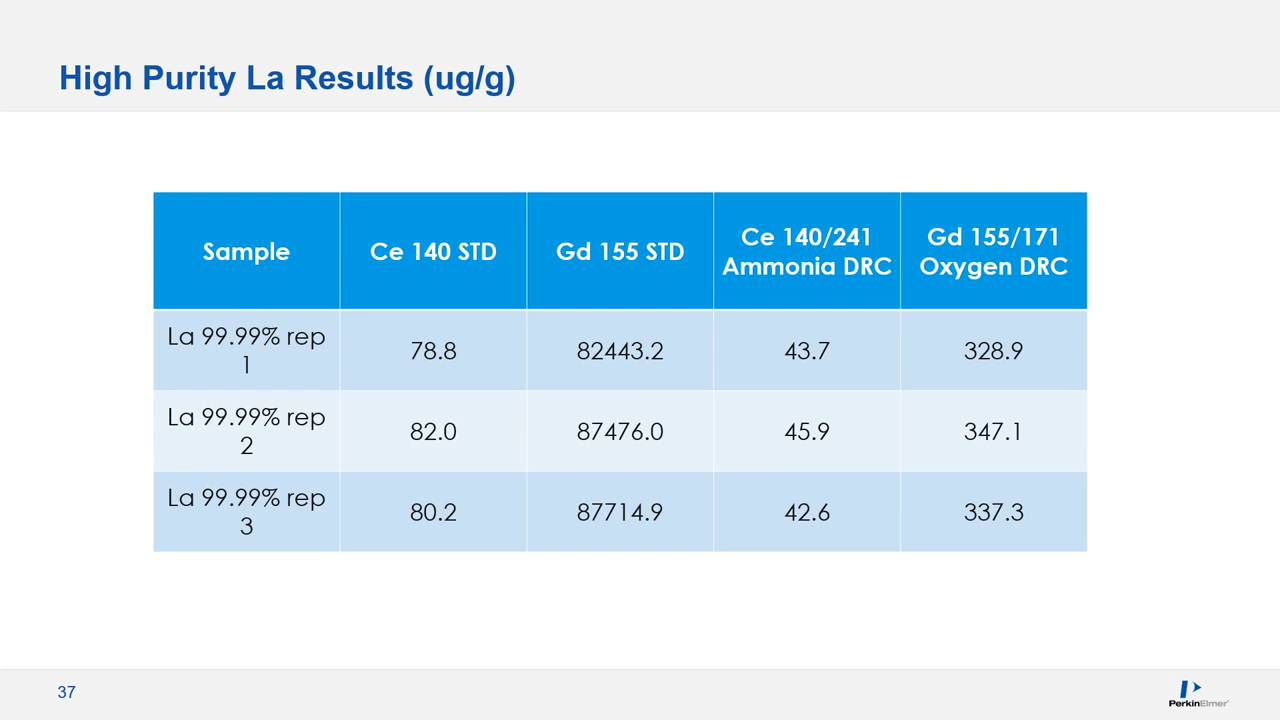 High Purity La Results (ug/g)
Sample
Ce 140 STD
Gd 155 STD
Ce 140/241
Ammonia DRC
Gd 155/171
Oxygen DRC
La 99.99% rep
1
78.8
82443.2
43.7
328.9
La 99.99% rep
2
82.0
87476.0
45.9
347.1
La 99.99% rep
3
80.2
87714.9
42.6
337.3
37
PerkinElmer